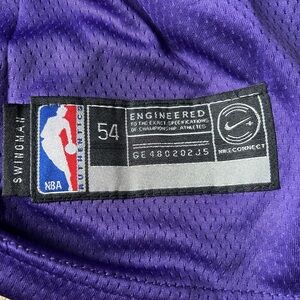 SWINGMAN
NBA
AUTHENTICS
54
ENGINEERED
TO THE EXACT SPECIFICATIONS
OF CHAMPIONSHIP ATHLETES
GE480202J5
NIKECONNECT